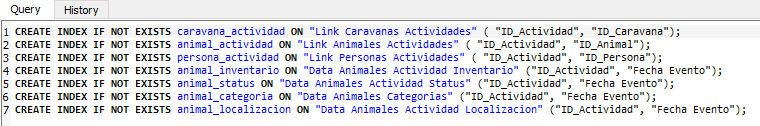 Query History
1 CREATE INDEX IF NOT EXISTS caravana_actividad ON "Link Caravanas Actividades" ( "ID_Actividad", "ID_Caravana");
2 CREATE INDEX IF NOT EXISTS animal_actividad ON "Link Animales Actividades" ( "ID_Actividad", "ID_Animal");
3 CREATE INDEX IF NOT EXISTS persona_actividad ON "Link Personas Actividades" ( "ID_Actividad", "ID_Persona");
4 CREATE INDEX IF NOT EXISTS animal_inventario ON "Data Animales Actividad Inventario" ("ID_Actividad", "Fecha Evento");
5 CREATE INDEX IF NOT EXISTS animal_status ON "Data Animales Actividad Status" ("ID_Actividad", "Fecha Evento");
6 CREATE INDEX IF NOT EXISTS animal_categoria ON "Data Animales Categorias" ("ID_Actividad", "Fecha Evento");
7 CREATE INDEX IF NOT EXISTS animal_localizacion ON "Data Animales Actividad Localizacion" ("ID_Actividad", "Fecha Evento");